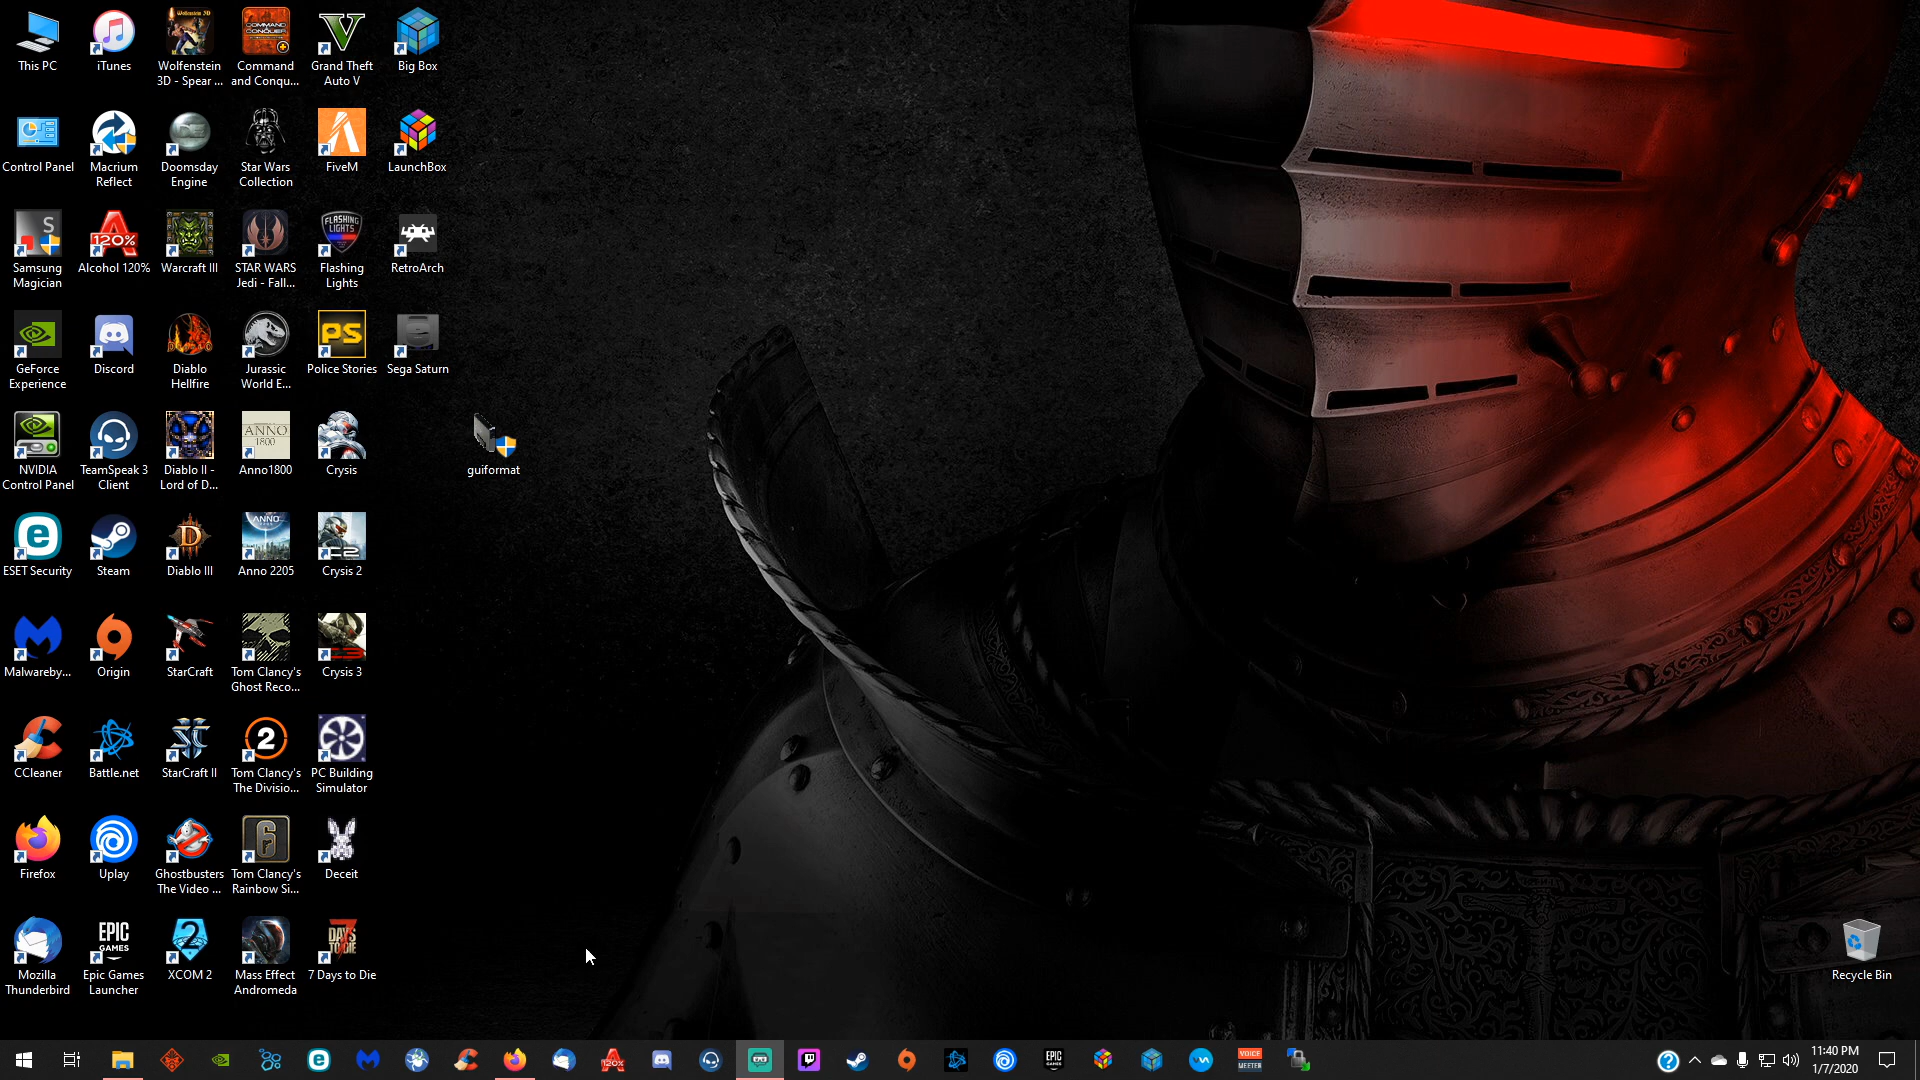 This PC
iTunes
Wolfenstein
3D - Spear ...
Command
and Conqu...
Grand Theft
Auto V
Big Box
Control Panel
Macrium
Reflect
Doomsday
Engine
Star Wars
Collection
FiveM
LaunchBox
Samsung
Magician
Alcohol 120%
Warcraft III
STAR WARS
Jedi - Fall...
Flashing
Lights
RetroArch
GeForce
Experience
Discord
Diablo
Hellfire
Jurassic
World E...
Police Stories
Sega Saturn
NVIDIA
Control Panel
TeamSpeak 3
Client
Diablo II -
Lord of D...
Anno1800
Crysis
guiformat
ESET Security
Steam
Diablo III
Anno 2205
Crysis 2
Malwareby...
Origin
StarCraft
Tom Clancy's
Ghost Reco...
Crysis 3
CCleaner
Battle.net
StarCraft II
Tom Clancy's
The Divisio...
PC Building
Simulator
Firefox
Uplay
Ghostbusters
The Video ...
Tom Clancy's
Rainbow Si...
Deceit
Mozilla
Thunderbird
Epic Games
Launcher
XCOM 2
Mass Effect
Andromeda
7 Days to Die
Recycle Bin
11:40 PM
1/7/2020